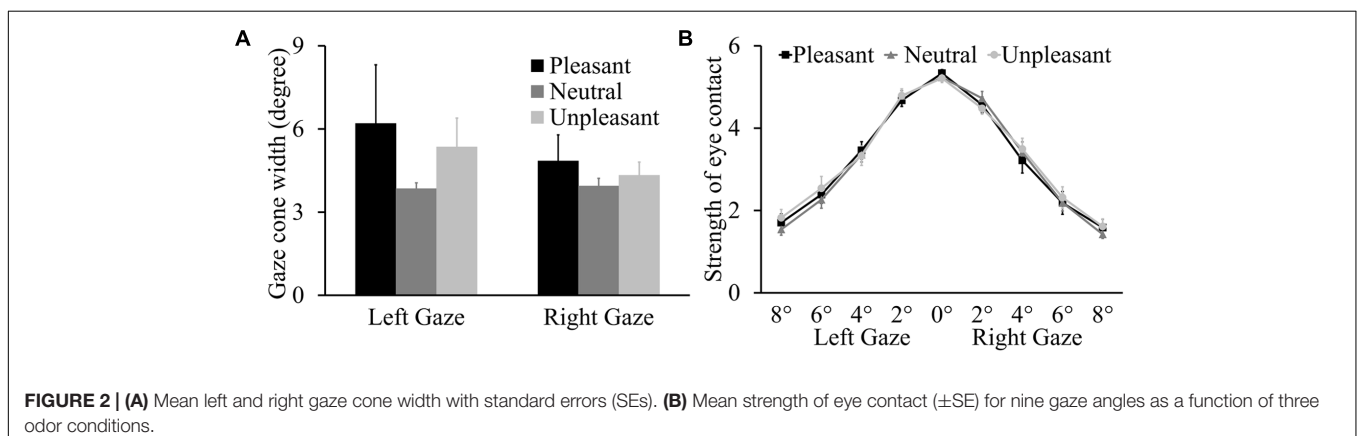 A
9
6
3
0
Gaze cone width (degree)
Pleasant
Neutral
Unpleasant
Left Gaze
Right Gaze
B
6
4
2
0
Strength of eye contact
Pleasant Neutral Unpleasant
8° 6° 4° 2° 0° 2° 4° 6° 8°
Left Gaze Right Gaze
FIGURE 2 | (A) Mean left and right gaze cone width with standard errors (SEs). (B) Mean strength of eye contact (±SE) for nine gaze angles as a function of three
odor conditions.